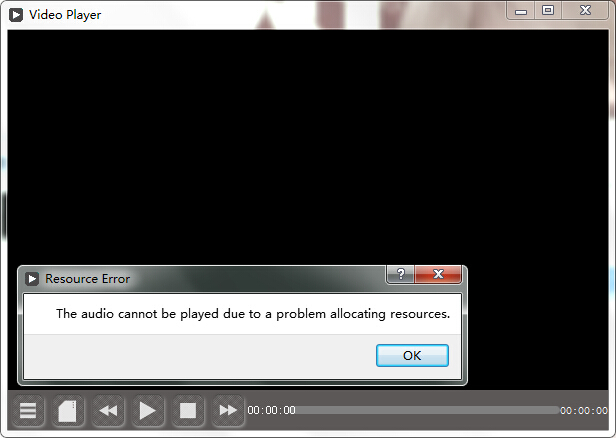 Video Player
Resource Error
The audio cannot be played due to a problem allocating resources.
OK
00:00:00
00:00:00